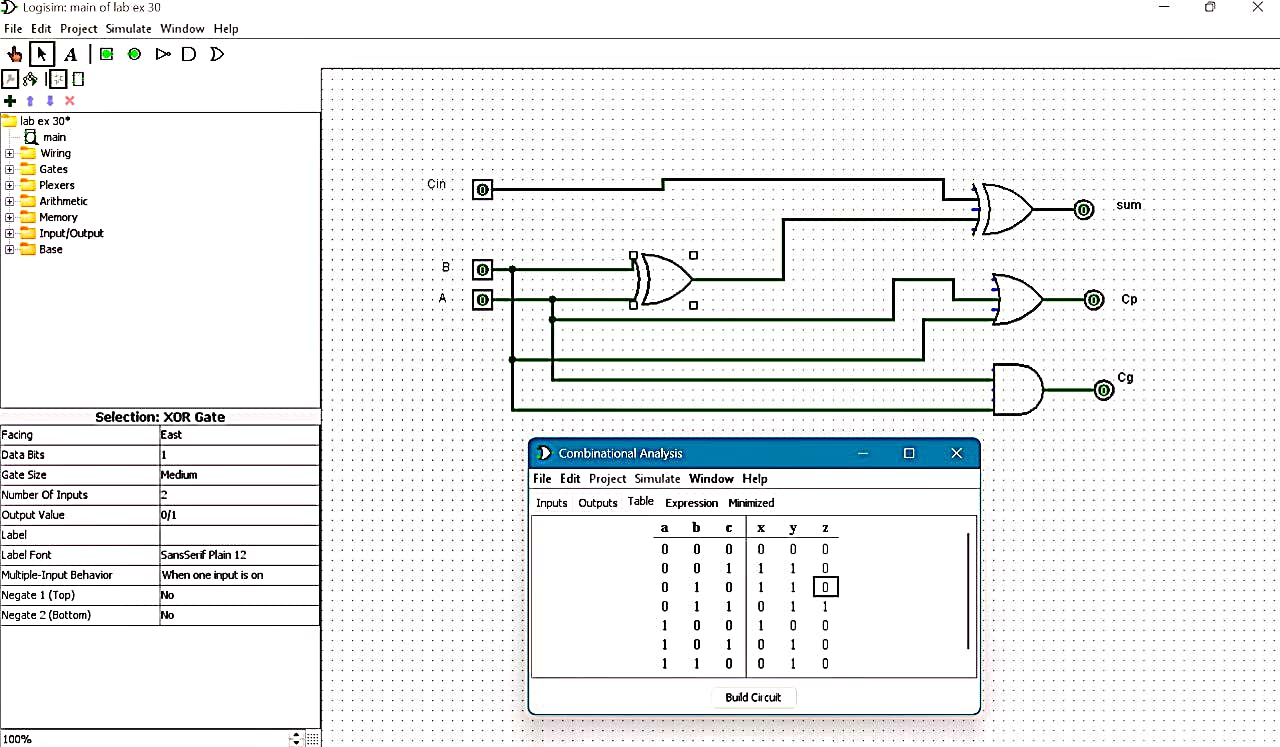 Logisim: main of lab ex 30
File Edit Project Simulate Window Help
A
lab ex 30*
main
Wiring
Gates
Plexers
Arithmetic
Memory
Input/Output
Base
Selection: XOR Gate
Facing East
Data Bits 1
Gate Size Medium
Number Of Inputs 2
Output Value 0/1
Label
Label Font SansSerif Plain 12
Multiple-Input Behavior When one input is on
Negate 1 (Top) No
Negate 2 (Bottom) No
100%
Cin 0
0 sum
B 0
A 0
0 Cp
0 Cg
Combinational Analysis
File Edit Project Simulate Window Help
Inputs Outputs Table Expression Minimized
a b c x y z
0 0 0 0 0 0
0 0 1 1 1 0
0 1 0 1 1 0
0 1 1 0 1 1
1 0 0 1 0 0
1 0 1 0 1 0
1 1 0 0 1 0
Build Circuit